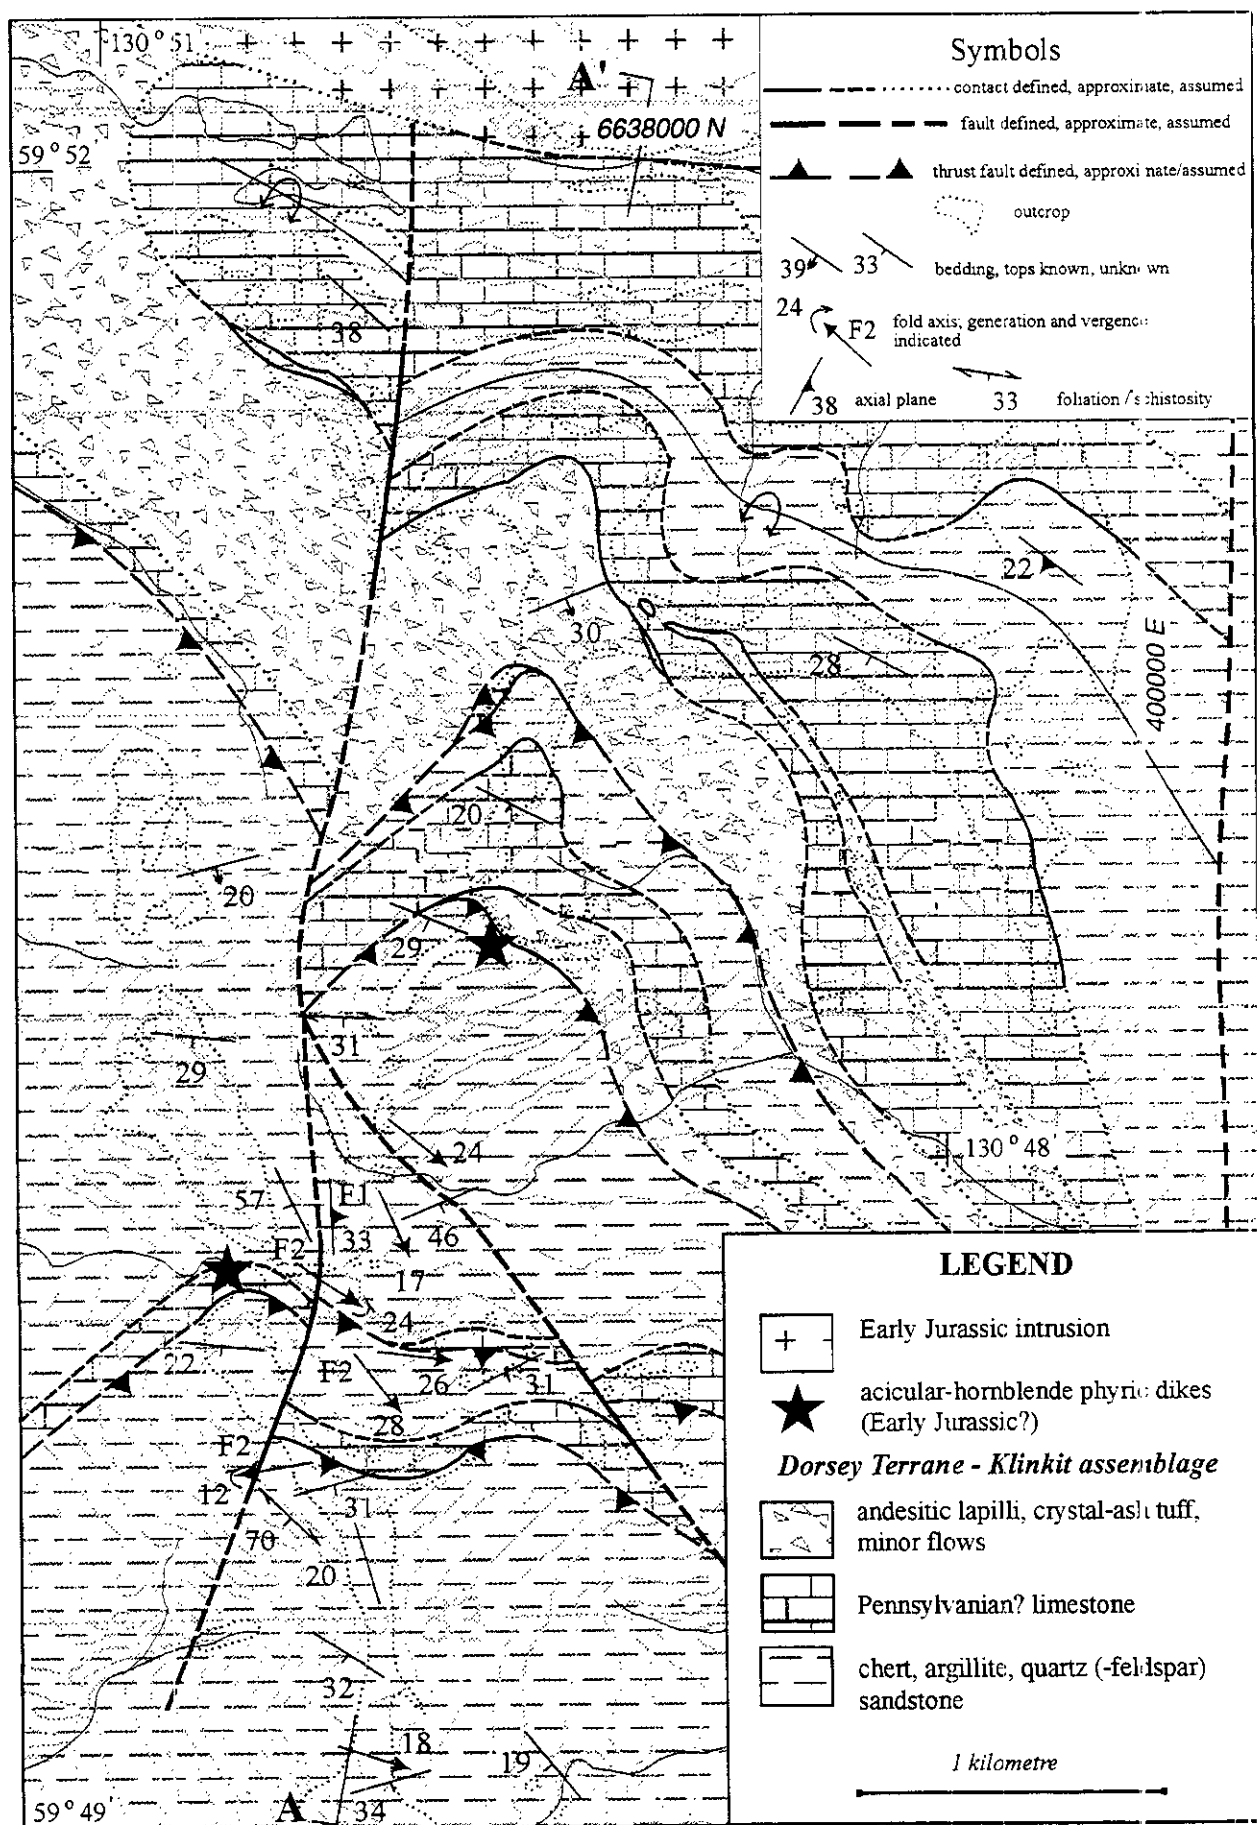 130° 51'
A'
6638000 N
59° 52'
Symbols
contact defined, approximate, assumed
fault defined, approximate, assumed
thrust fault defined, approximate/assumed
outcrop
39 33 bedding, tops known, unknown
24
F2 fold axis; generation and vergence
indicated
38 axial plane 33 foliation / schistosity
38
22
30
28
400000 E
20
20
29
31
29
24
130° 48'
57
F1
33
46
F2
17
24
22
F2
26
31
28
F2
12
31
70
20
32
18
19
59° 49'
A
34
LEGEND
Early Jurassic intrusion
acicular-hornblende phyric dikes
(Early Jurassic?)
Dorsey Terrane - Klinkit assemblage
andesitic lapilli, crystal-ash tuff,
minor flows
Pennsylvanian? limestone
chert, argillite, quartz (-feldspar)
sandstone
1 kilometre